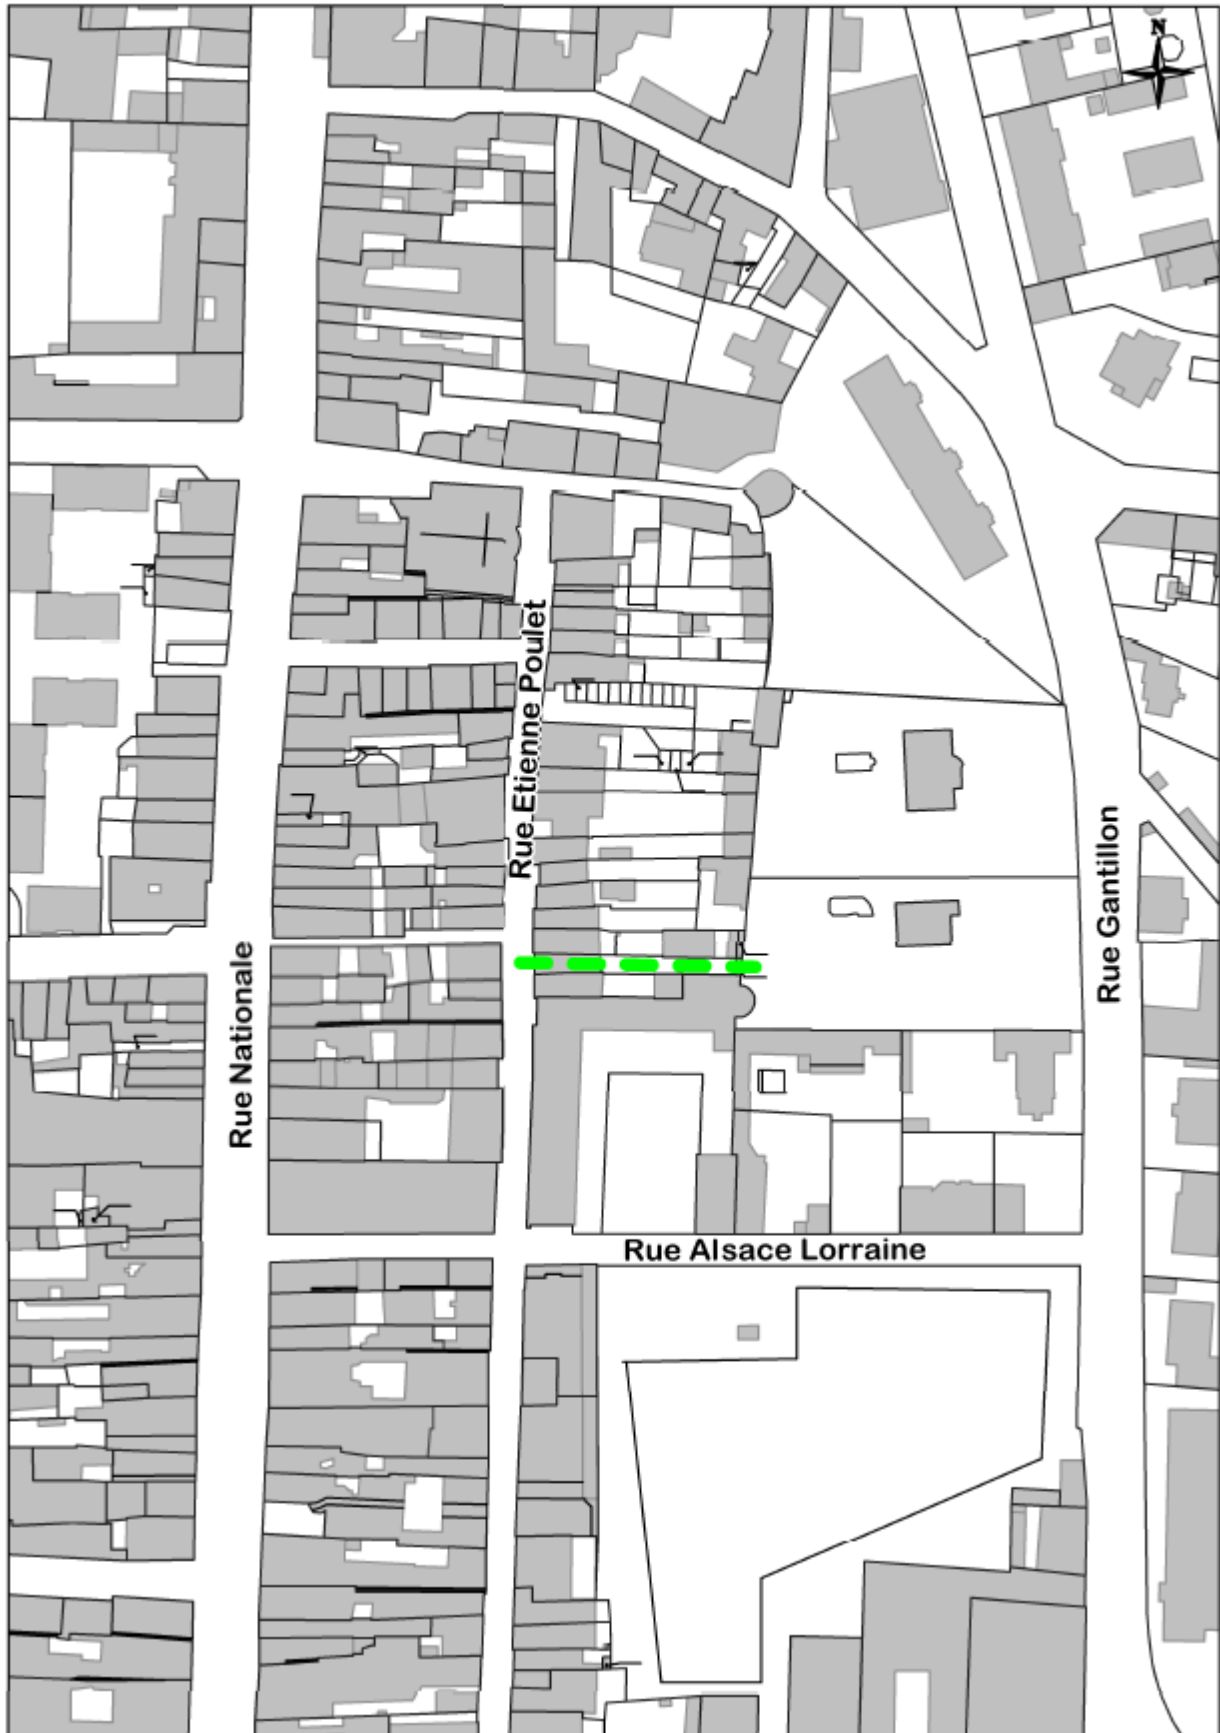 N
Rue Etienne Poulet
Rue Gantillon
Rue Nationale
Rue Alsace Lorraine